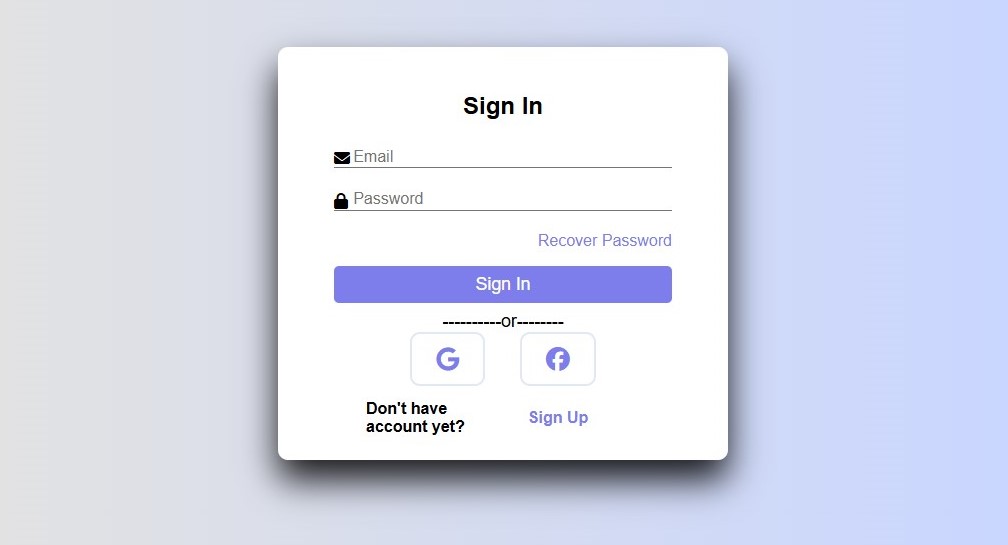 Sign In
Email
Password
Recover Password
Sign In
----------or--------
Don't have
account yet?
Sign Up